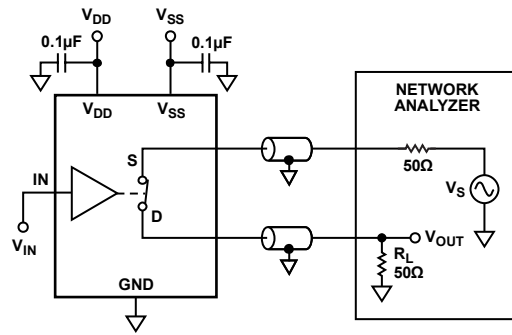 VDD
VSS
0.1µF
0.1µF
VDD
VSS
NETWORK
ANALYZER
S
50Ω
IN
VS
D
VIN
VOUT
RL
50Ω
GND